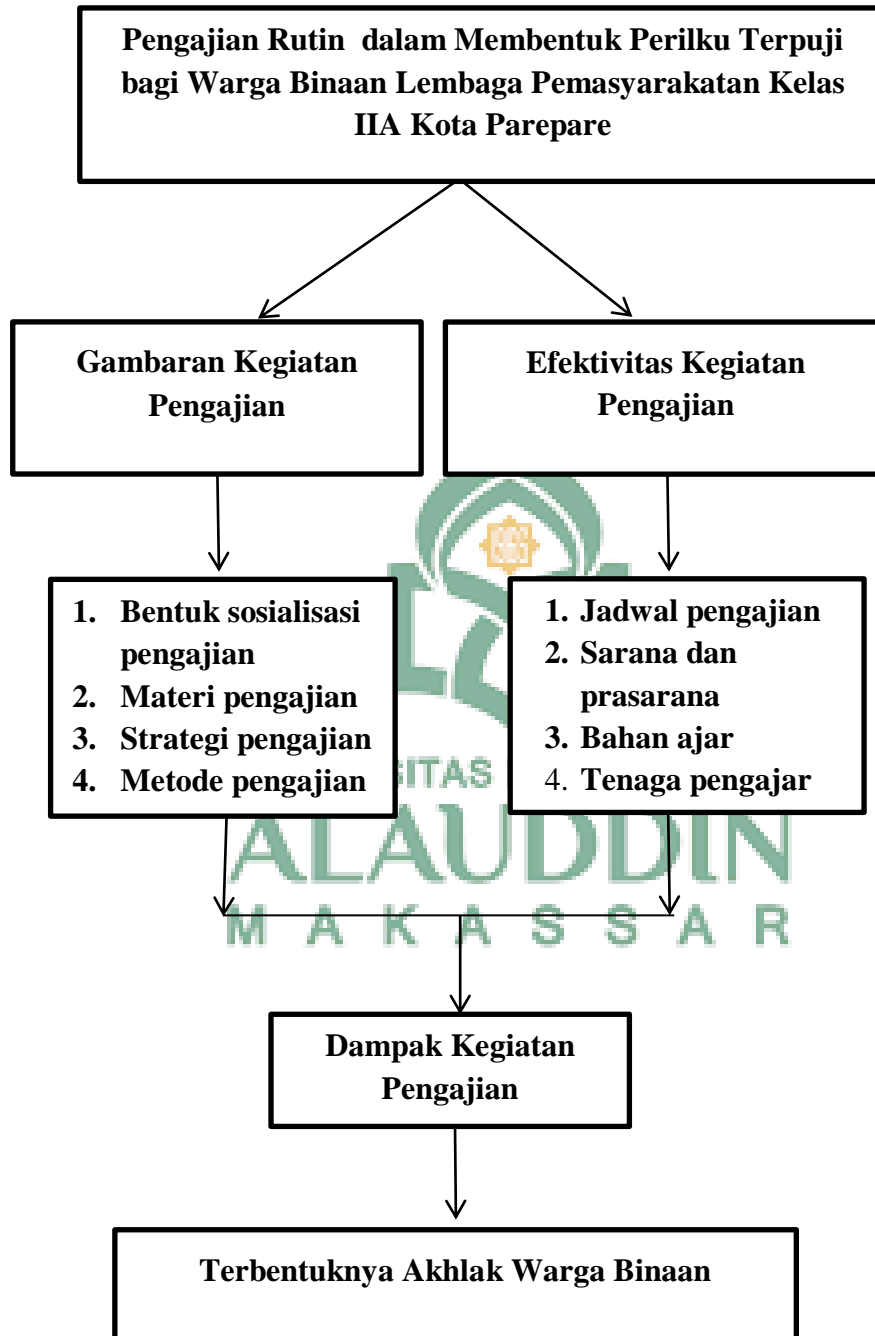 Pengajian Rutin dalam Membentuk Perilku Terpuji
bagi Warga Binaan Lembaga Pemasyarakatan Kelas
IIA Kota Parepare
Gambaran Kegiatan
Pengajian
Efektivitas Kegiatan
Pengajian
1. Bentuk sosialisasi
pengajian
2. Materi pengajian
3. Strategi pengajian
4. Metode pengajian
1. Jadwal pengajian
2. Sarana dan
prasarana
3. Bahan ajar
4. Tenaga pengajar
SITAS
ALAUDDIN
MAKASSAR
Dampak Kegiatan
Pengajian
Terbentuknya Akhlak Warga Binaan